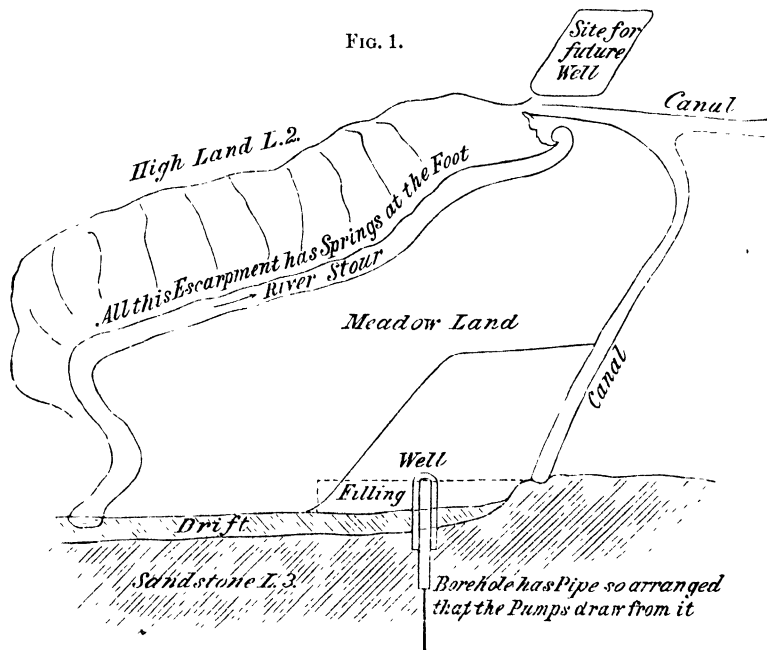 FIG. 1.
Site for
future
Well
Canal
High Land L.2.
All this Escarpment has Springs at the Foot
River Stour
Meadow Land
Canal
Well
Filling
Drift
Sandstone L.3.
Borehole has Pipe so arranged
that the Pumps draw from it